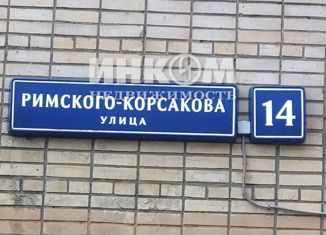 ИНКОМ
НЕДВИЖИМОСТЬ
РИМСКОГО-КОРСАКОВА
УЛИЦА
14